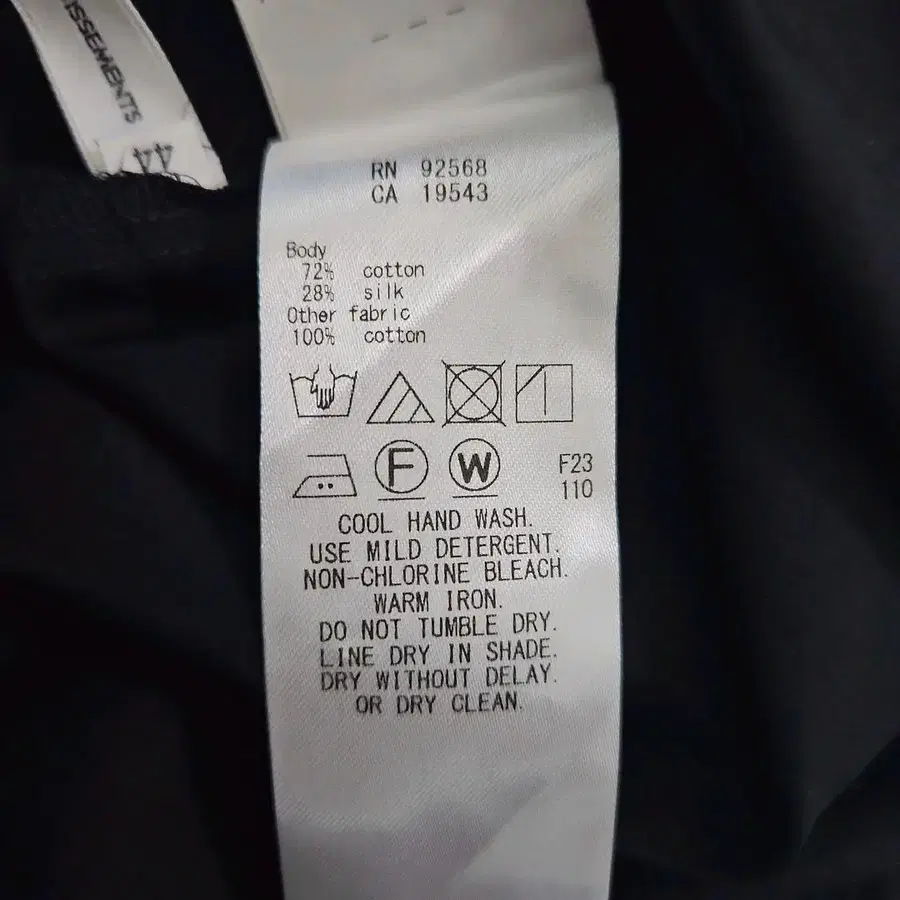 ISSEMENTS
44
RN 92568
CA 19543
Body
72% cotton
28% silk
Other fabric
100% cotton
F W
F23
110
COOL HAND WASH.
USE MILD DETERGENT.
NON-CHLORINE BLEACH.
WARM IRON.
DO NOT TUMBLE DRY.
LINE DRY IN SHADE.
DRY WITHOUT DELAY.
OR DRY CLEAN.